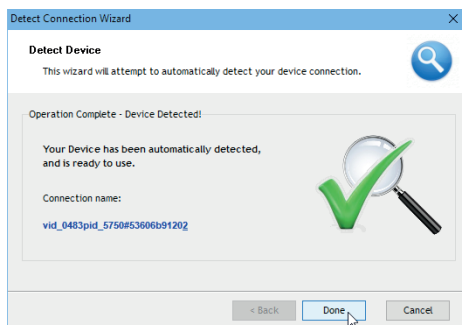 Detect Connection Wizard
Detect Device
This wizard will attempt to automatically detect your device connection.
Operation Complete - Device Detected!
Your Device has been automatically detected,
and is ready to use.
Connection name:
vid_0483pid_5750#53606b91202
< Back Done Cancel